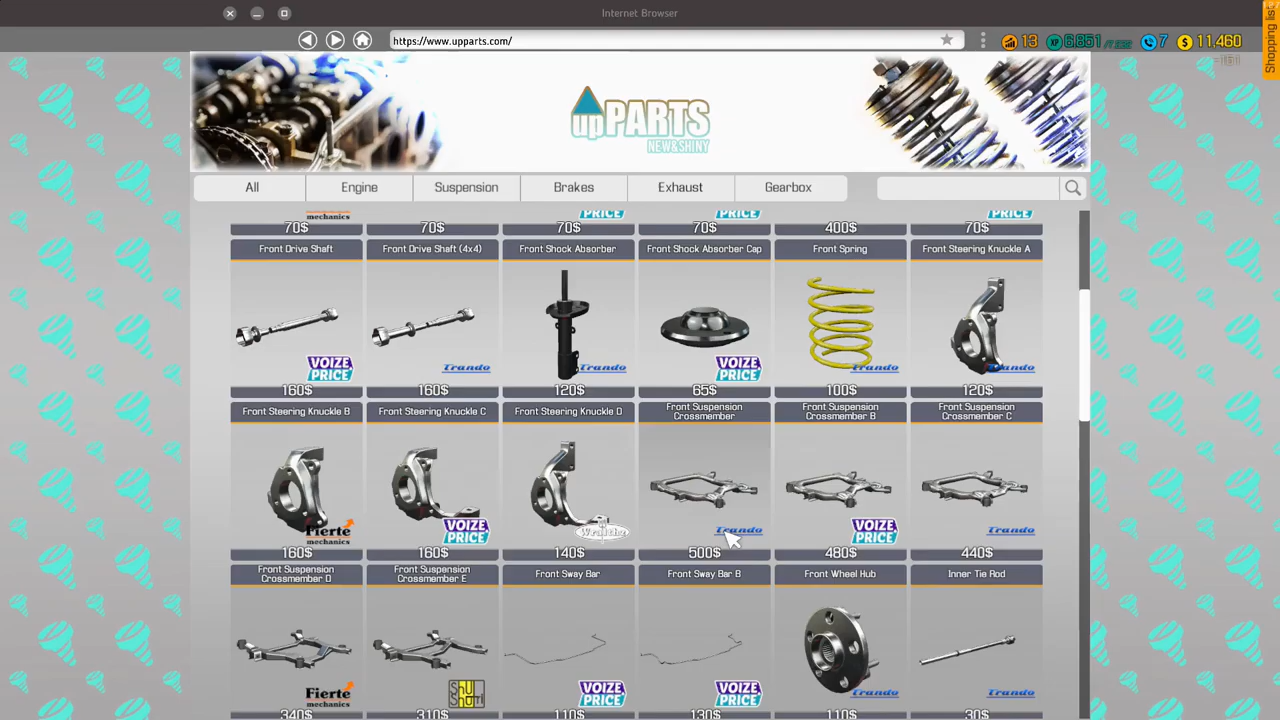 Internet Browser
Shopping list
https://www.upparts.com/
13
6,851
7
$ 11,460
upPARTS
NEW&SHINY
All
Engine
Suspension
Brakes
Exhaust
Gearbox
mechanics
PRICE
PRICE
PRICE
70$
70$
70$
70$
400$
70$
Front Drive Shaft
Front Drive Shaft (4x4)
Front Shock Absorber
Front Shock Absorber Cap
Front Spring
Front Steering Knuckle A
VOIZE PRICE
Trando
Trando
VOIZE PRICE
Trando
Trando
160$
160$
120$
65$
100$
120$
Front Steering Knuckle B
Front Steering Knuckle C
Front Steering Knuckle D
Front Suspension
Crossmember
Front Suspension
Crossmember B
Front Suspension
Crossmember C
Fierte mechanics
VOIZE PRICE
Trando
VOIZE PRICE
Trando
160$
160$
140$
500$
480$
440$
Front Suspension
Crossmember D
Front Suspension
Crossmember E
Front Sway Bar
Front Sway Bar B
Front Wheel Hub
Inner Tie Rod
Fierte mechanics
VOIZE PRICE
VOIZE PRICE
Trando
Trando
340$
310$
110$
130$
110$
30$